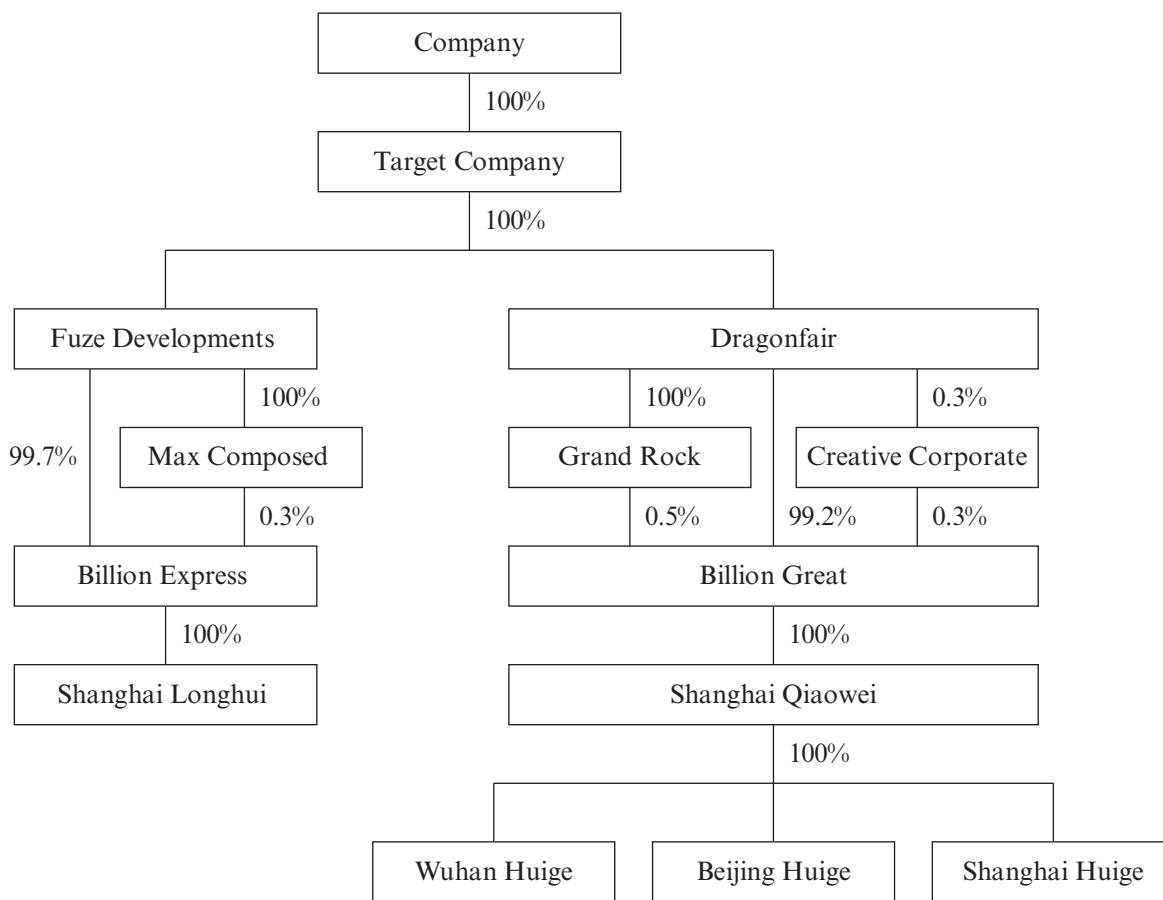 Company
100%
Target Company
100%
Fuze Developments
Dragonfair
100%
100%
0.3%
99.7%
Max Composed
Grand Rock
Creative Corporate
0.3%
0.5%
99.2%
0.3%
Billion Express
Billion Great
100%
100%
Shanghai Longhui
Shanghai Qiaowei
100%
Wuhan Huige
Beijing Huige
Shanghai Huige